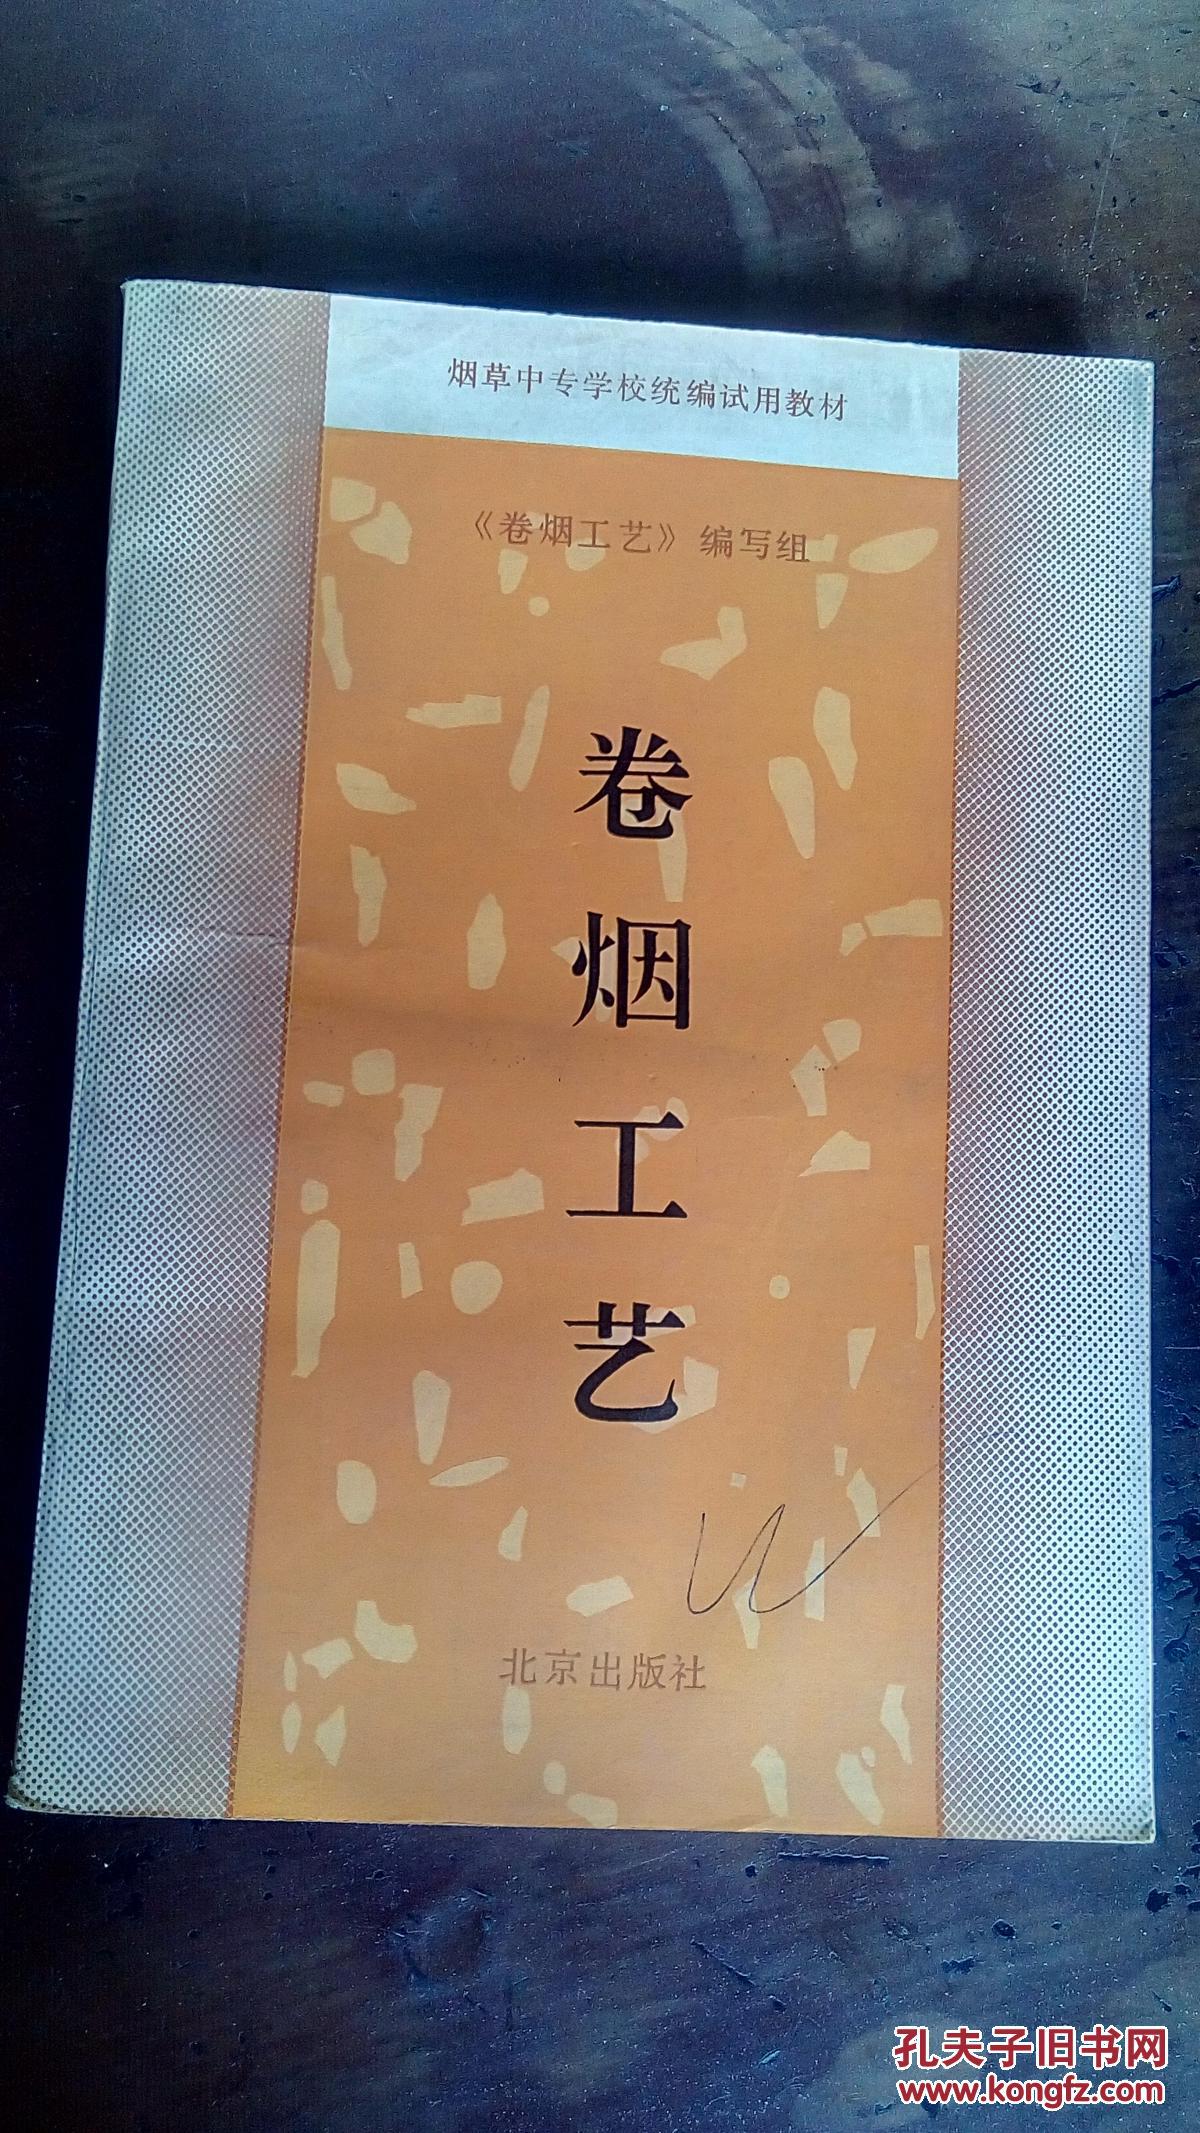 烟草中专学校统编试用教材
《卷烟工艺》编写组
卷烟工艺
北京出版社
孔夫子旧书网
www.kongfz.com